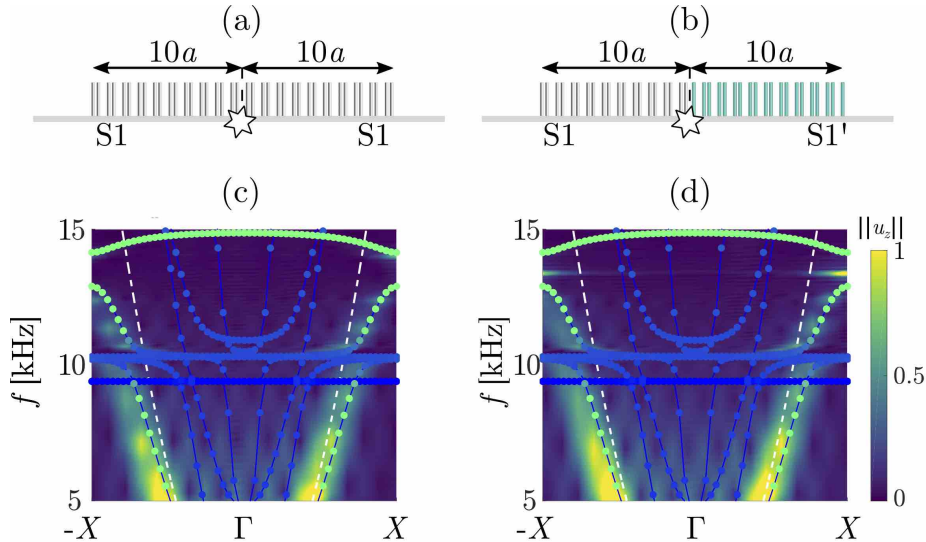 (a)
10a 10a
S1 S1
(b)
10a 10a
S1 S1'
(c)
15
10
5
f [kHz]
-X Γ X
(d)
15
10
5
f [kHz]
-X Γ X
||u_z||
1
0.5
0